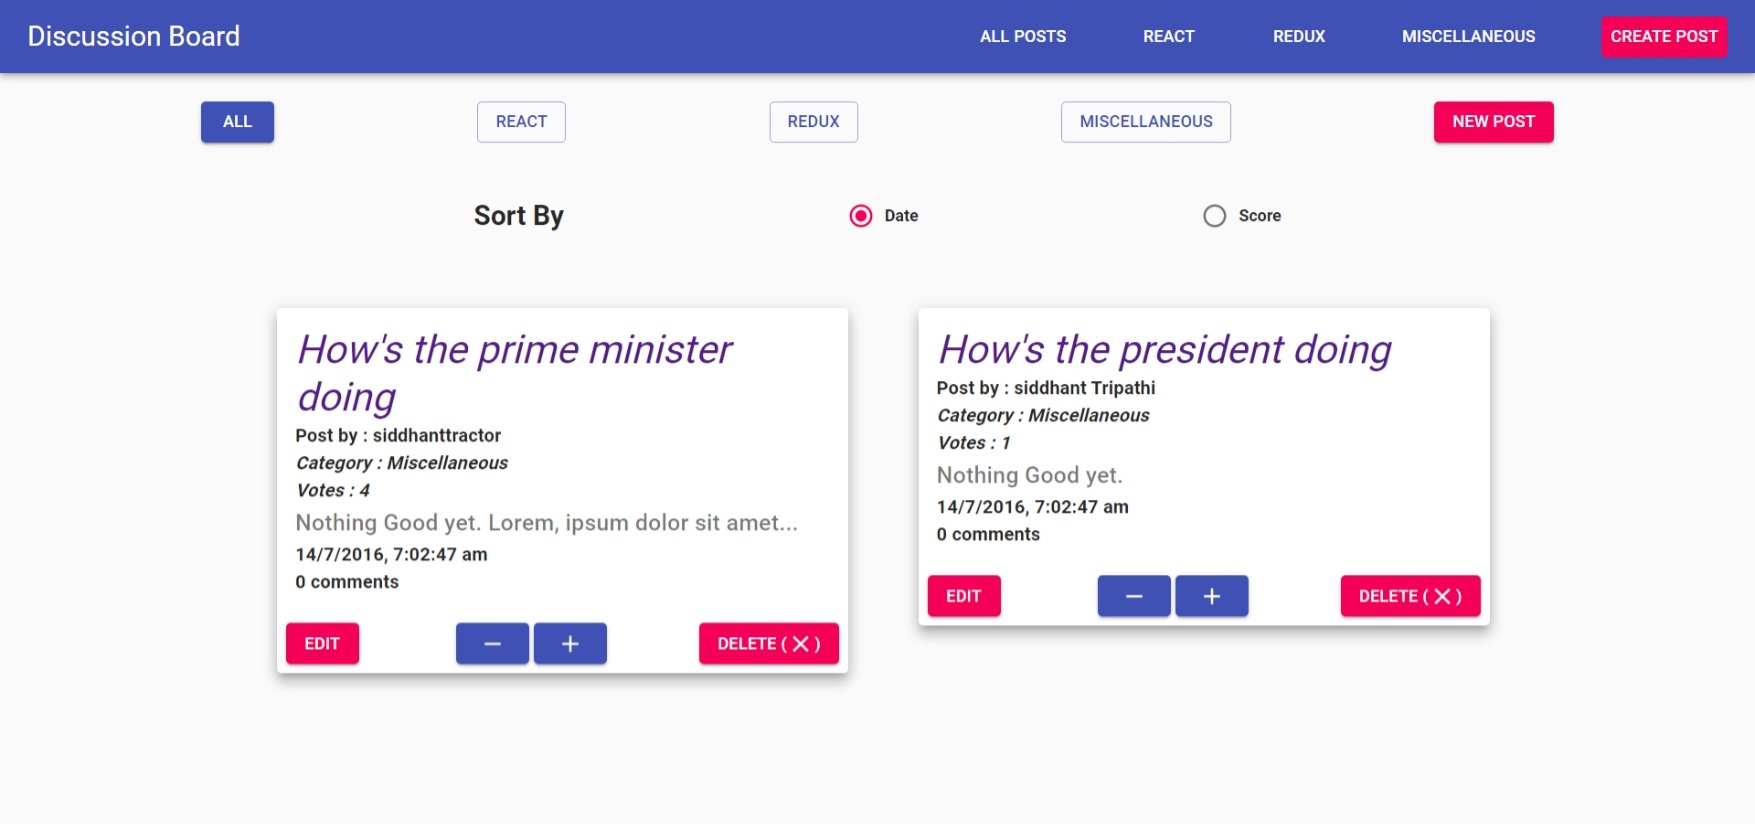 Discussion Board
ALL POSTS
REACT
REDUX
MISCELLANEOUS
CREATE POST
ALL
REACT
REDUX
MISCELLANEOUS
NEW POST
Sort By
Date
Score
How's the prime minister
doing
Post by : siddhanttractor
Category : Miscellaneous
Votes : 4
Nothing Good yet. Lorem, ipsum dolor sit amet...
14/7/2016, 7:02:47 am
0 comments
EDIT
−
+
DELETE ( ✕ )
How's the president doing
Post by : siddhant Tripathi
Category : Miscellaneous
Votes : 1
Nothing Good yet.
14/7/2016, 7:02:47 am
0 comments
EDIT
−
+
DELETE ( ✕ )